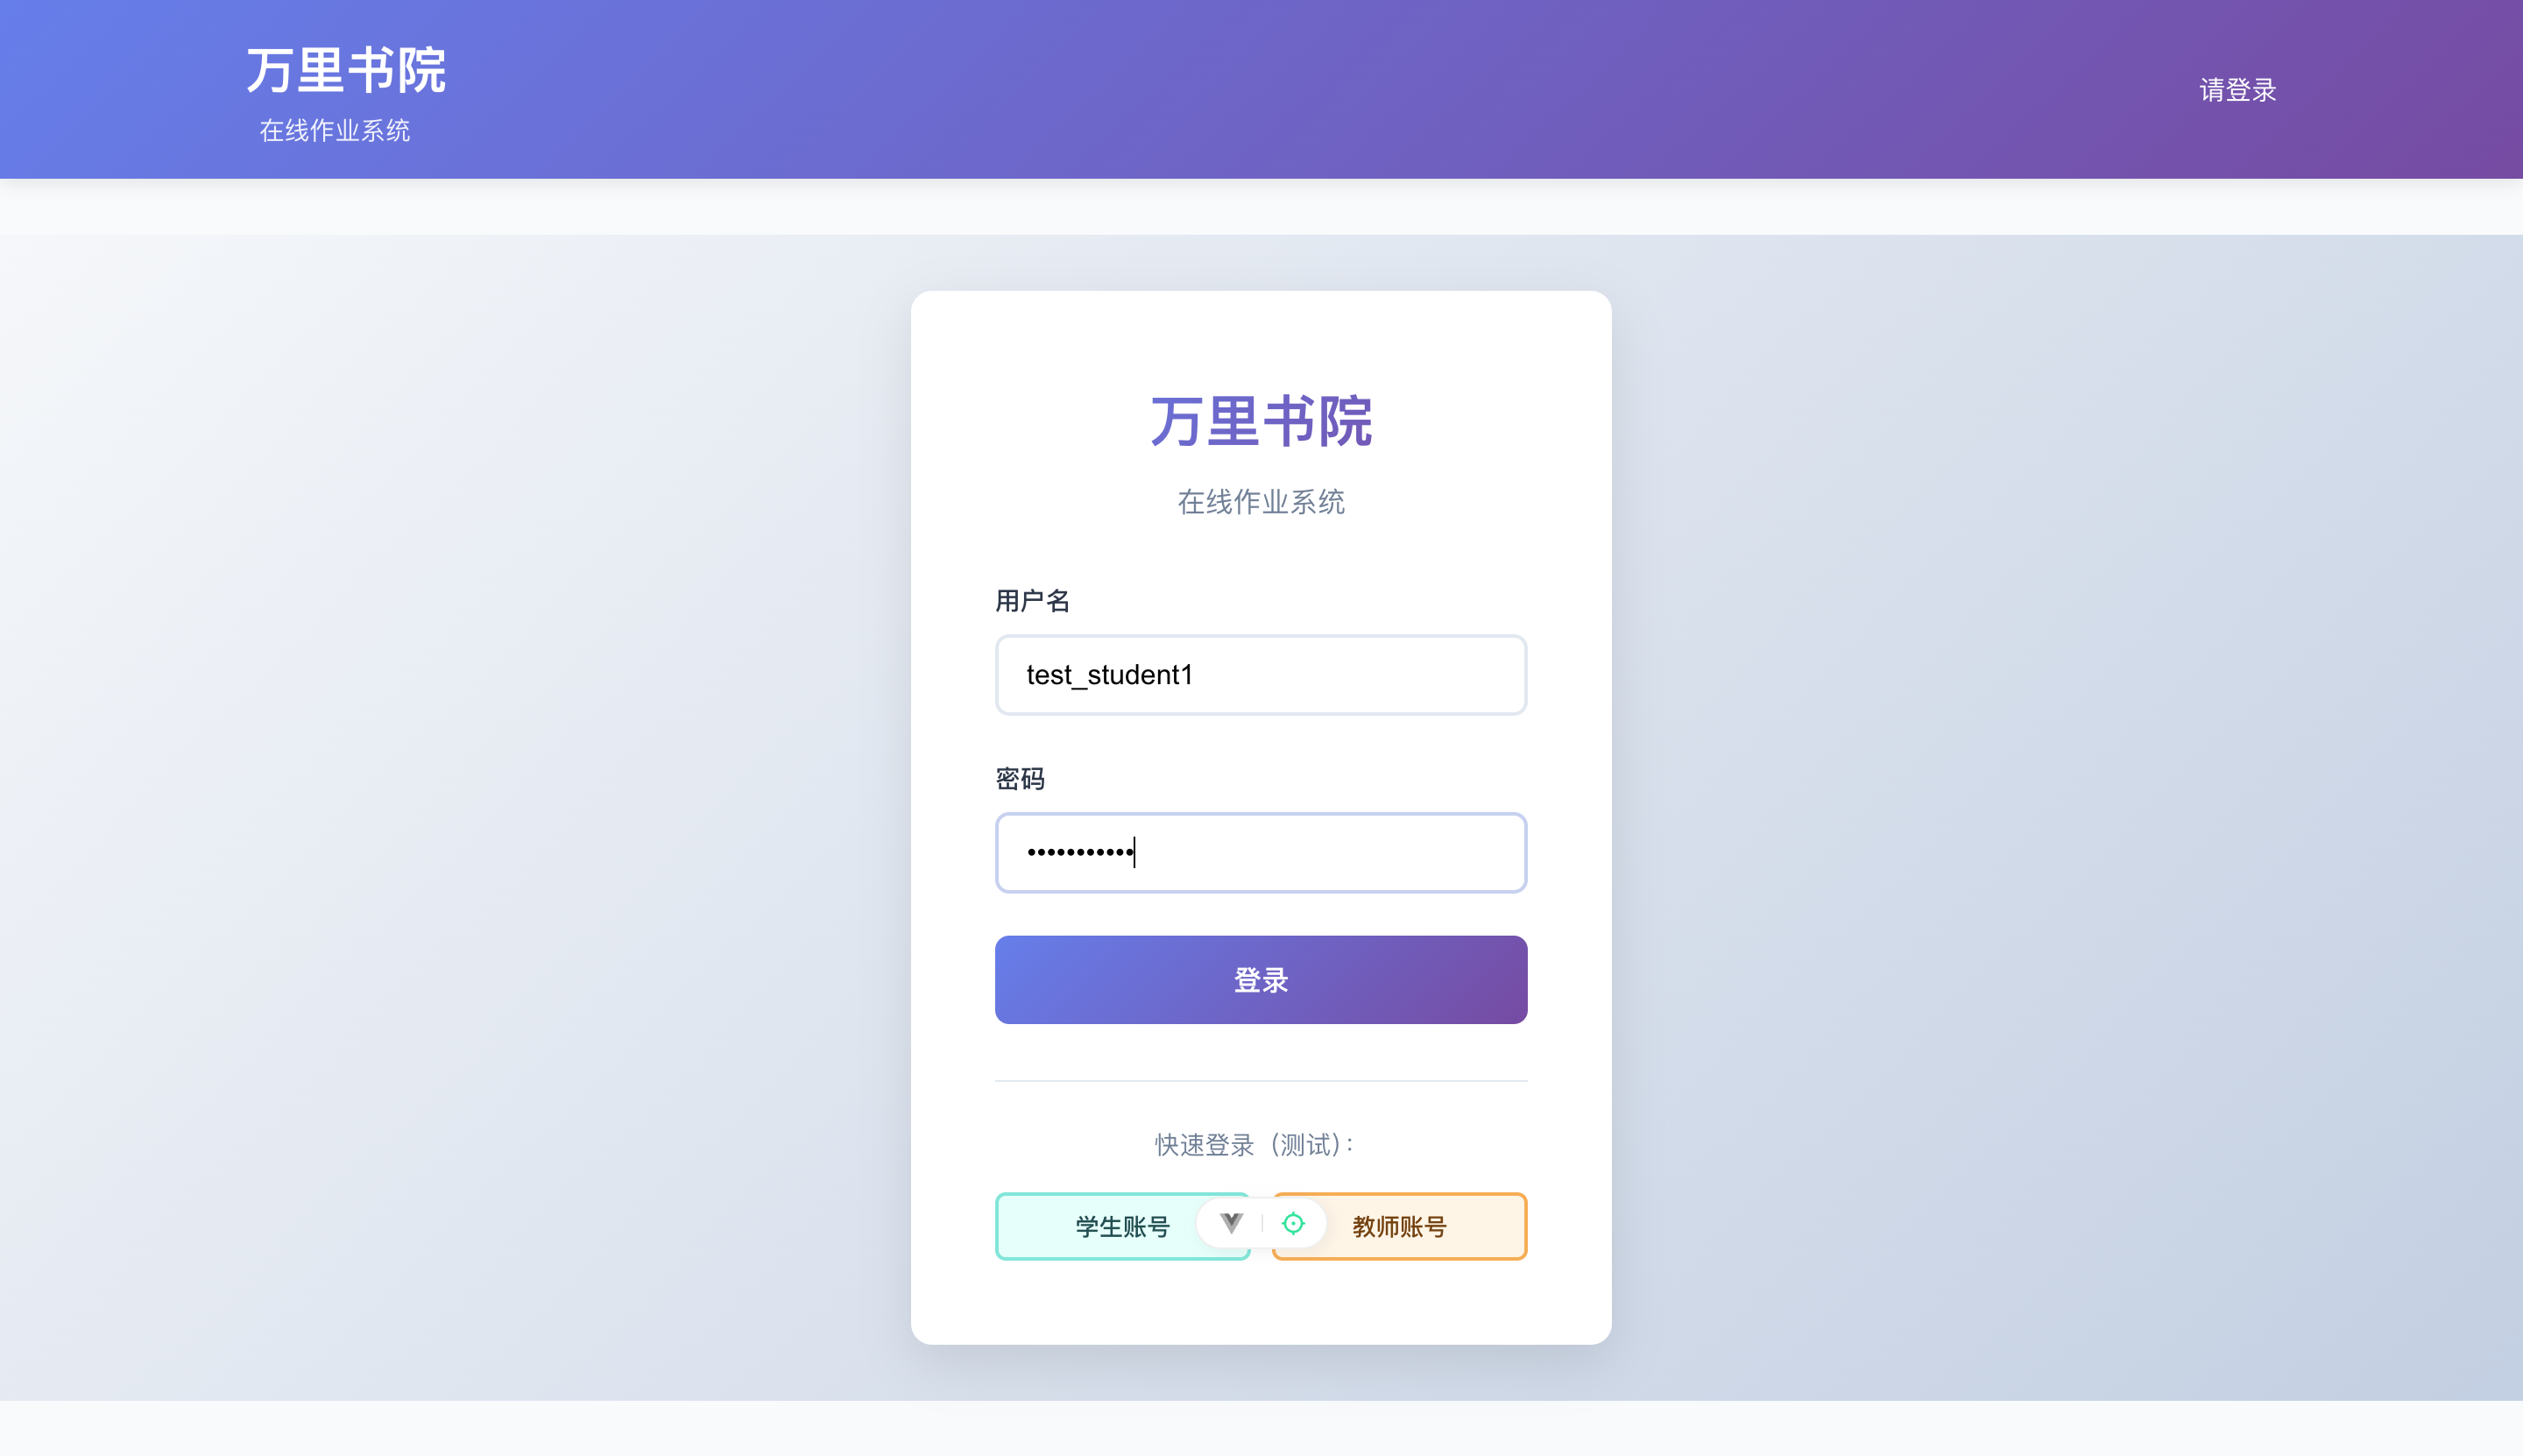 万里书院
在线作业系统
请登录
万里书院
在线作业系统
用户名
test_student1
密码
•••••••••••
登录
快速登录（测试）：
学生账号
教师账号